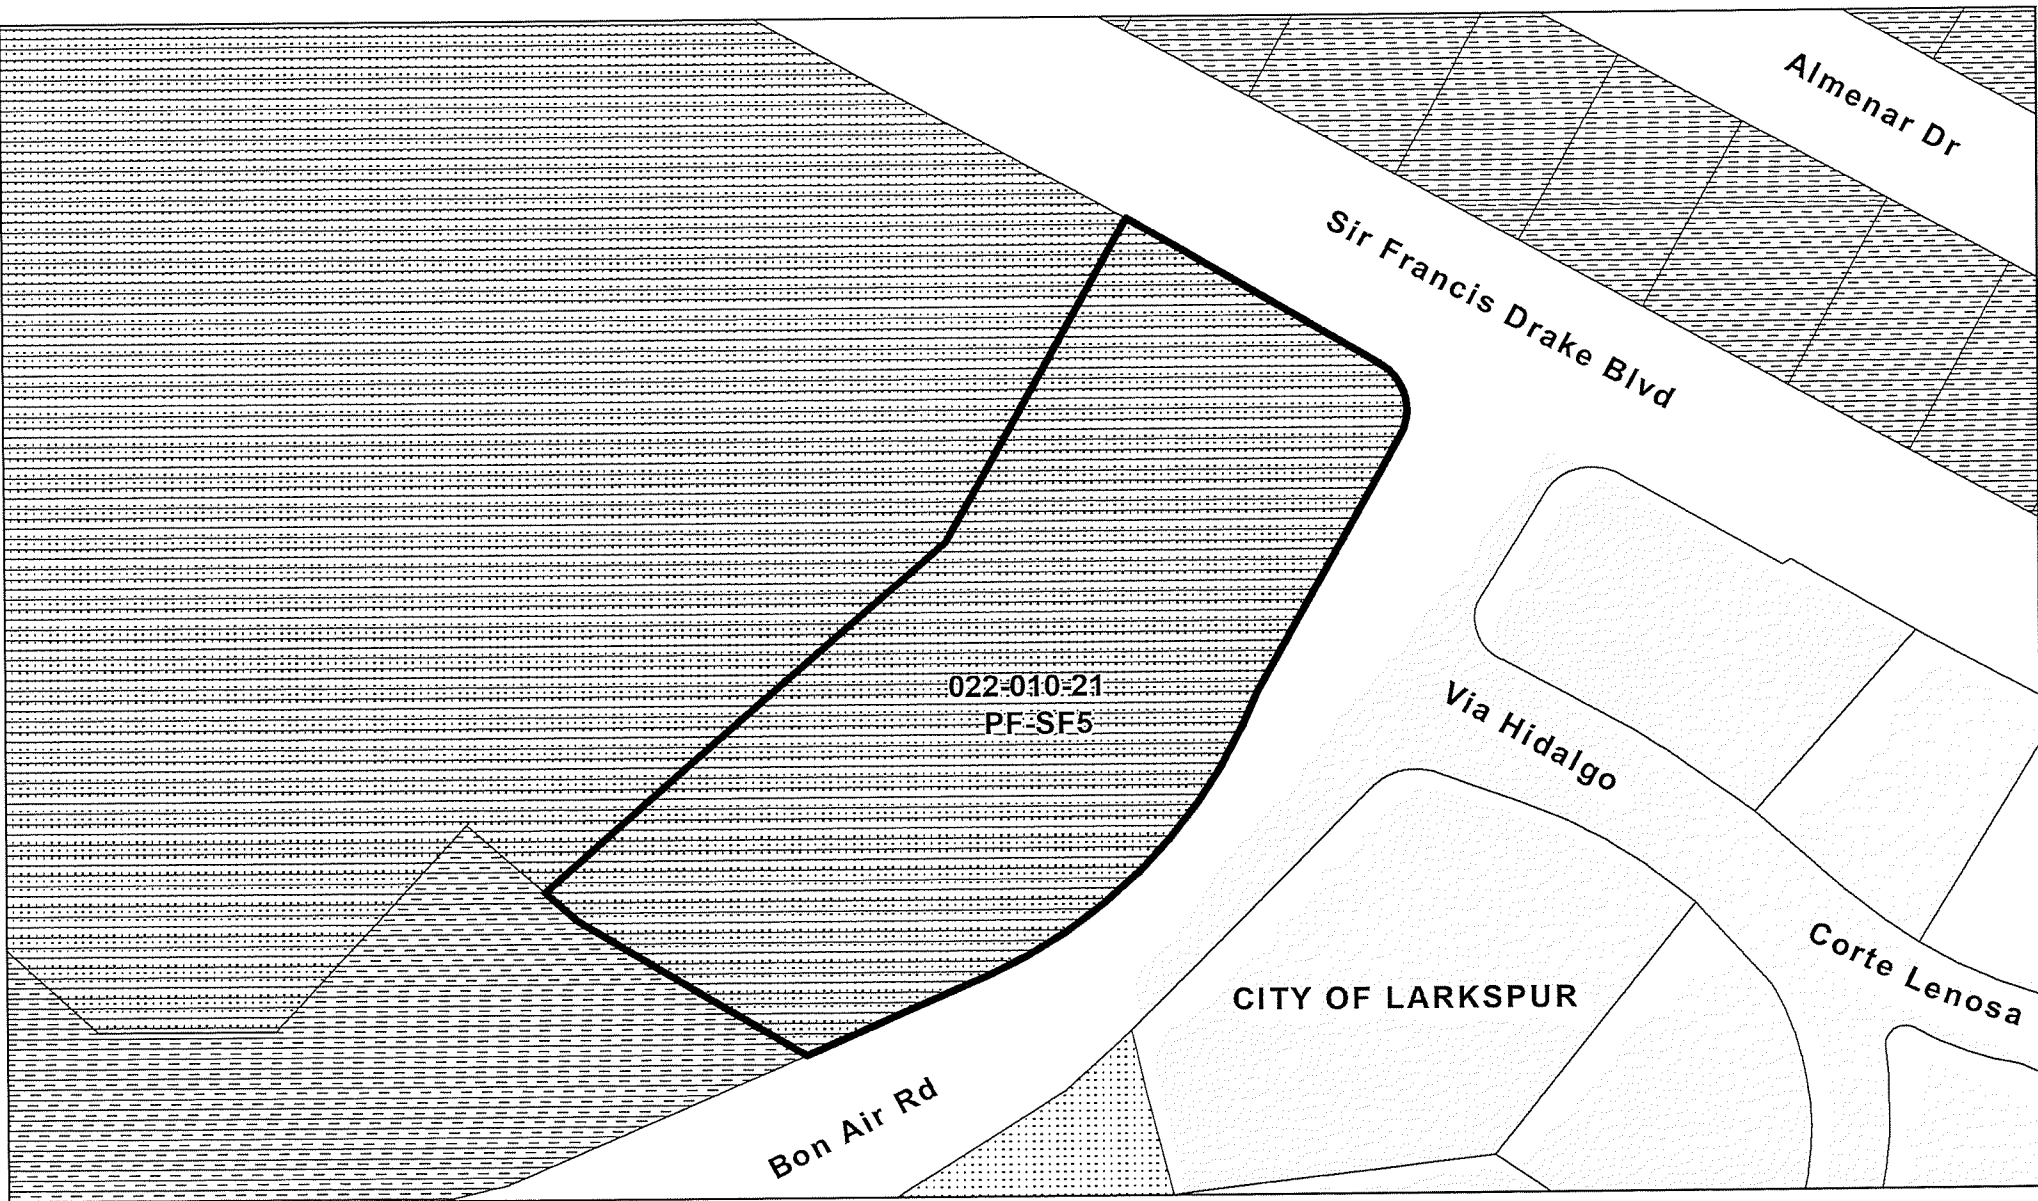 Almenar Dr
Sir Francis Drake Blvd
022-010-21
PF-SF5
Via Hidalgo
Corte Lenosa
CITY OF LARKSPUR
Bon Air Rd